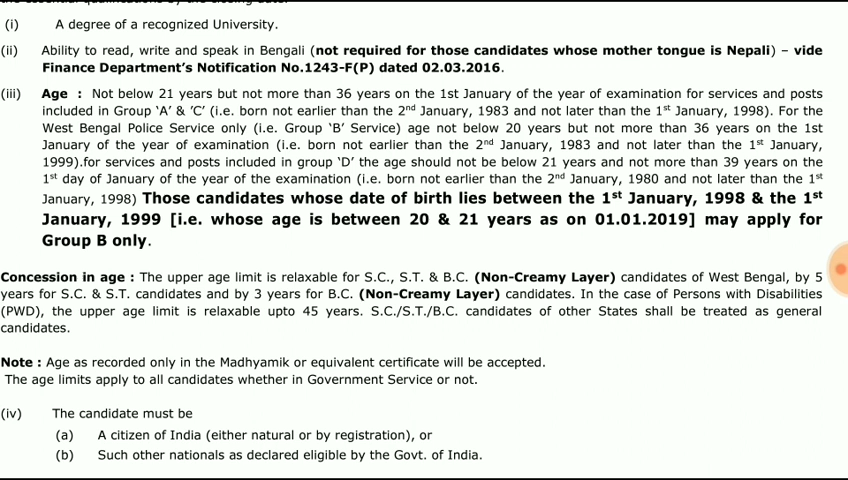 (i) A degree of a recognized University.
(ii) Ability to read, write and speak in Bengali (not required for those candidates whose mother tongue is Nepali) – vide
Finance Department's Notification No.1243-F(P) dated 02.03.2016.
(iii) Age : Not below 21 years but not more than 36 years on the 1st January of the year of examination for services and posts
included in Group 'A' & 'C' (i.e. born not earlier than the 2nd January, 1983 and not later than the 1st January, 1998). For the
West Bengal Police Service only (i.e. Group 'B' Service) age not below 20 years but not more than 36 years on the 1st
January of the year of examination (i.e. born not earlier than the 2nd January, 1983 and not later than the 1st January,
1999).for services and posts included in group 'D' the age should not be below 21 years and not more than 39 years on the
1st day of January of the year of the examination (i.e. born not earlier than the 2nd January, 1980 and not later than the 1st
January, 1998) Those candidates whose date of birth lies between the 1st January, 1998 & the 1st
January, 1999 [i.e. whose age is between 20 & 21 years as on 01.01.2019] may apply for
Group B only.
Concession in age : The upper age limit is relaxable for S.C., S.T. & B.C. (Non-Creamy Layer) candidates of West Bengal, by 5
years for S.C. & S.T. candidates and by 3 years for B.C. (Non-Creamy Layer) candidates. In the case of Persons with Disabilities
(PWD), the upper age limit is relaxable upto 45 years. S.C./S.T./B.C. candidates of other States shall be treated as general
candidates.
Note : Age as recorded only in the Madhyamik or equivalent certificate will be accepted.
The age limits apply to all candidates whether in Government Service or not.
(iv) The candidate must be
(a) A citizen of India (either natural or by registration), or
(b) Such other nationals as declared eligible by the Govt. of India.